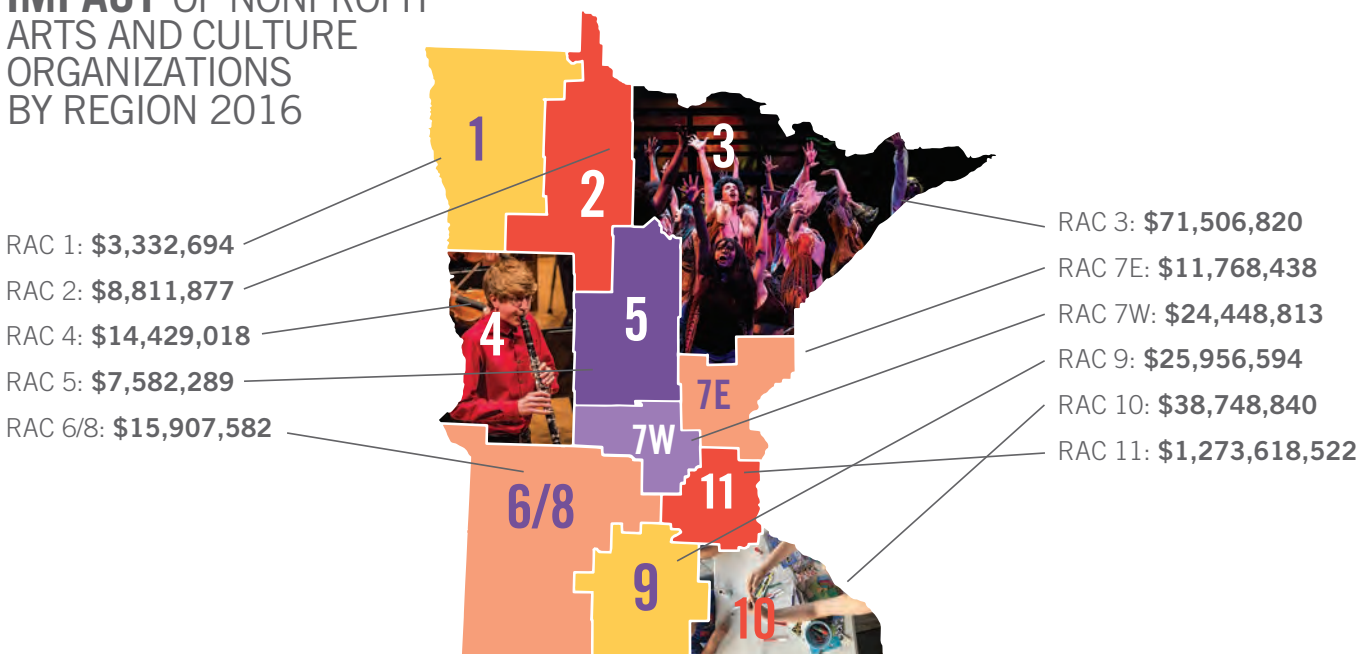 IMPACT OF NONPROFIT
ARTS AND CULTURE
ORGANIZATIONS
BY REGION 2016
1
2
3
4
5
7E
7W
6/8
11
9
10
RAC 1: $3,332,694
RAC 2: $8,811,877
RAC 4: $14,429,018
RAC 5: $7,582,289
RAC 6/8: $15,907,582
RAC 3: $71,506,820
RAC 7E: $11,768,438
RAC 7W: $24,448,813
RAC 9: $25,956,594
RAC 10: $38,748,840
RAC 11: $1,273,618,522